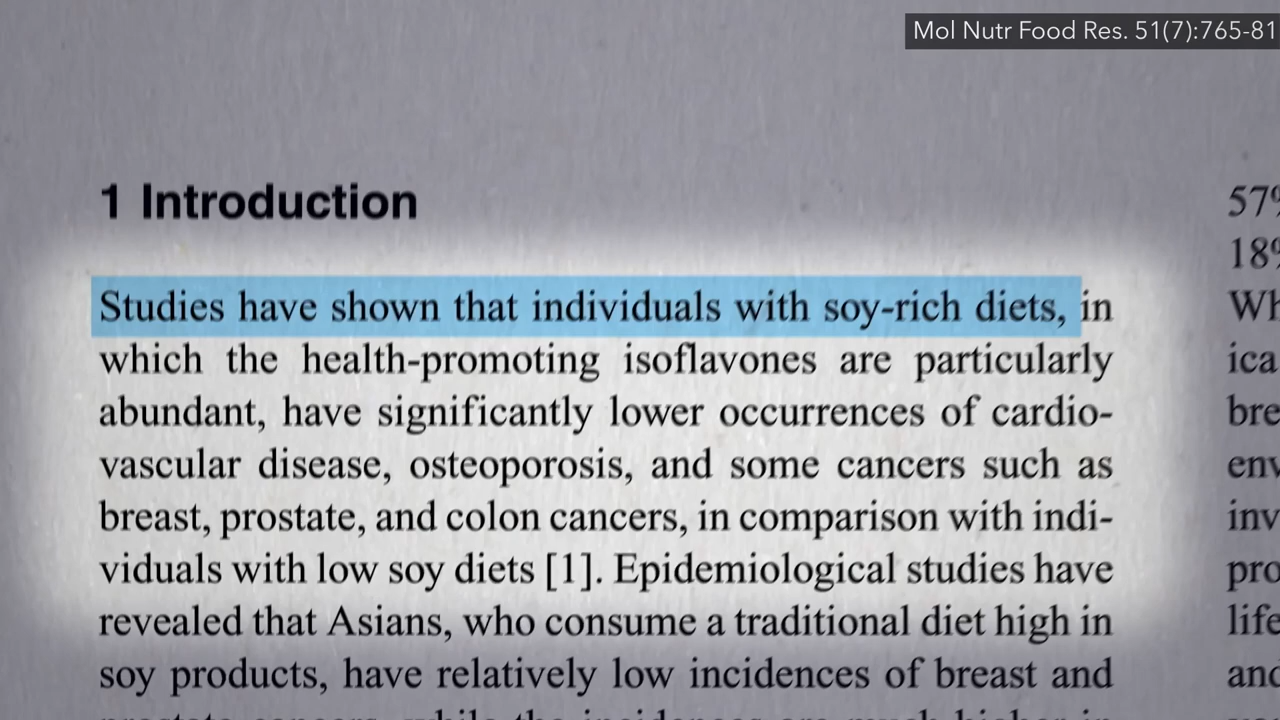 Mol Nutr Food Res. 51(7):765-81
1 Introduction
Studies have shown that individuals with soy-rich diets, in
which the health-promoting isoflavones are particularly
abundant, have significantly lower occurrences of cardio-
vascular disease, osteoporosis, and some cancers such as
breast, prostate, and colon cancers, in comparison with indi-
viduals with low soy diets [1]. Epidemiological studies have
revealed that Asians, who consume a traditional diet high in
soy products, have relatively low incidences of breast and